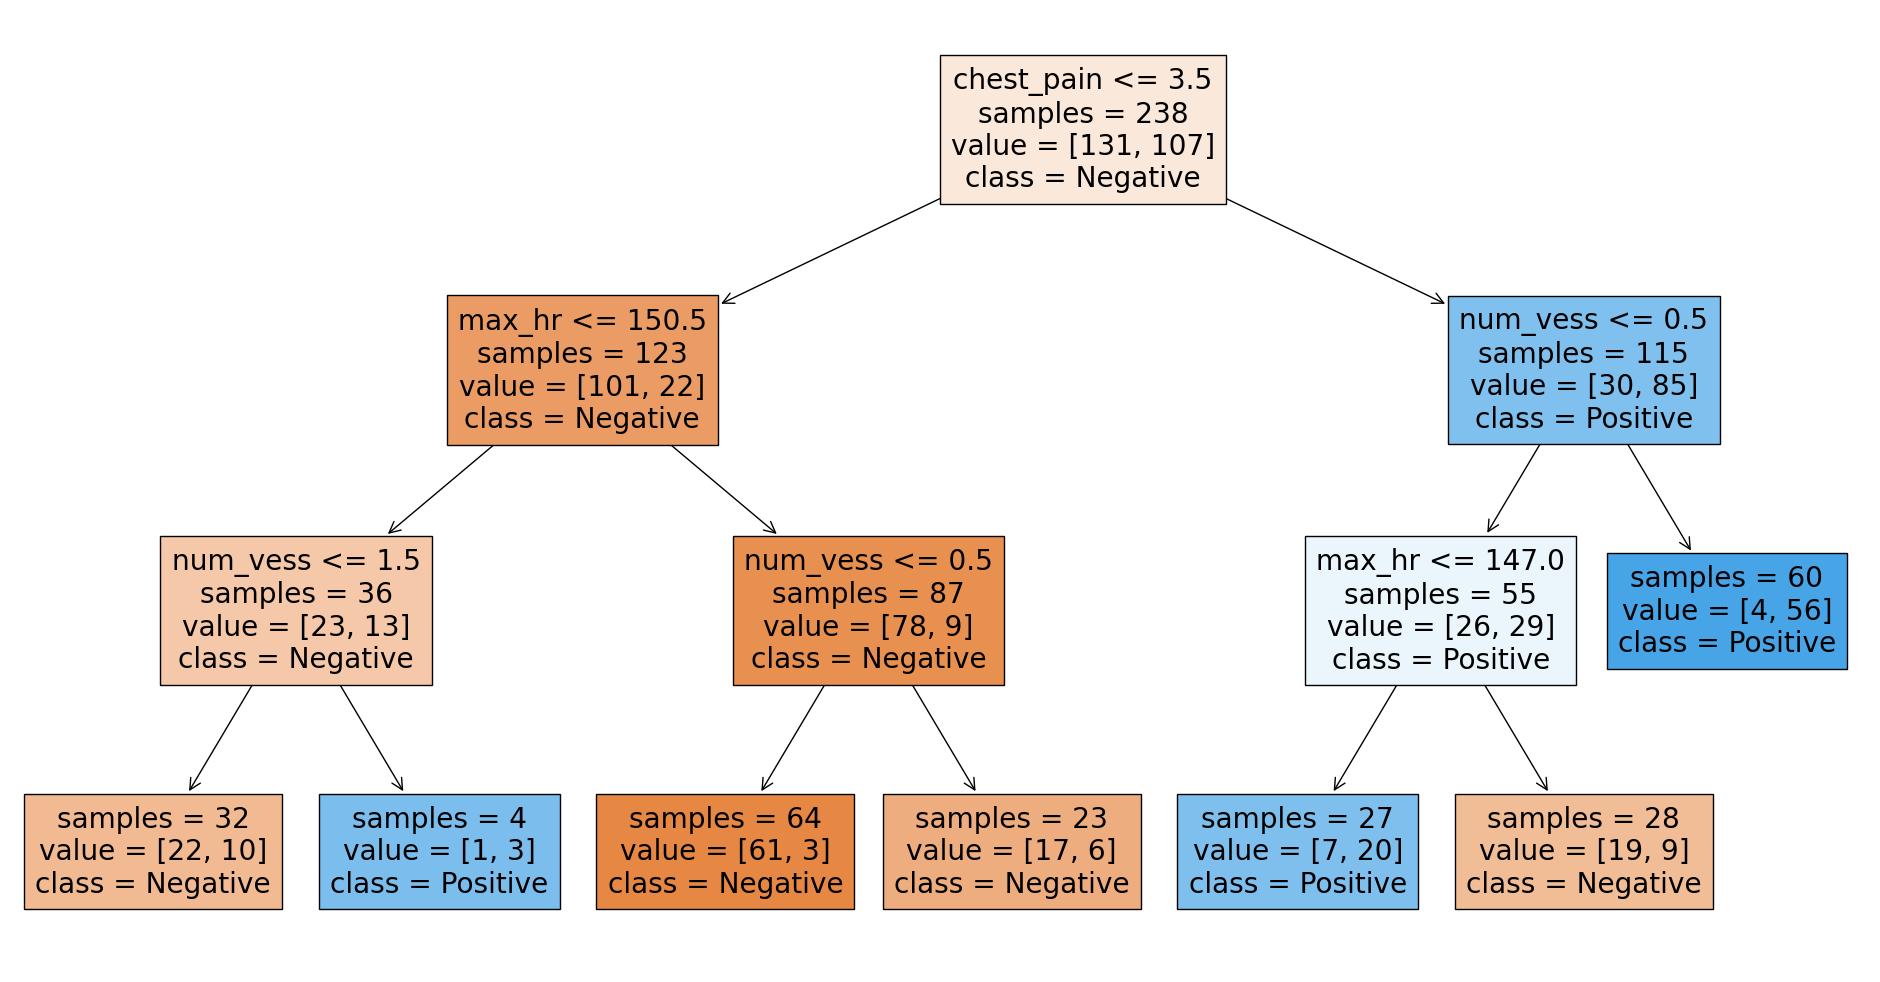 chest_pain <= 3.5
samples = 238
value = [131, 107]
class = Negative
max_hr <= 150.5
samples = 123
value = [101, 22]
class = Negative
num_vess <= 0.5
samples = 115
value = [30, 85]
class = Positive
num_vess <= 1.5
samples = 36
value = [23, 13]
class = Negative
num_vess <= 0.5
samples = 87
value = [78, 9]
class = Negative
max_hr <= 147.0
samples = 55
value = [26, 29]
class = Positive
samples = 60
value = [4, 56]
class = Positive
samples = 32
value = [22, 10]
class = Negative
samples = 4
value = [1, 3]
class = Positive
samples = 64
value = [61, 3]
class = Negative
samples = 23
value = [17, 6]
class = Negative
samples = 27
value = [7, 20]
class = Positive
samples = 28
value = [19, 9]
class = Negative